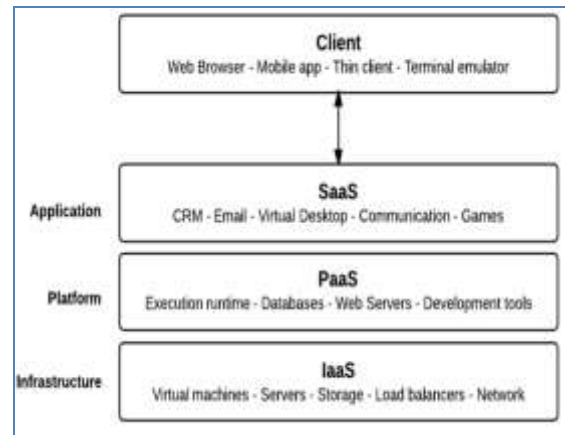 Client
Web Browser - Mobile app - Thin client - Terminal emulator
SaaS
Application
CRM - Email - Virtual Desktop - Communication - Games
PaaS
Platform
Execution runtime - Databases - Web Servers - Development tools
IaaS
Infrastructure
Virtual machines - Servers - Storage - Load balancers - Network